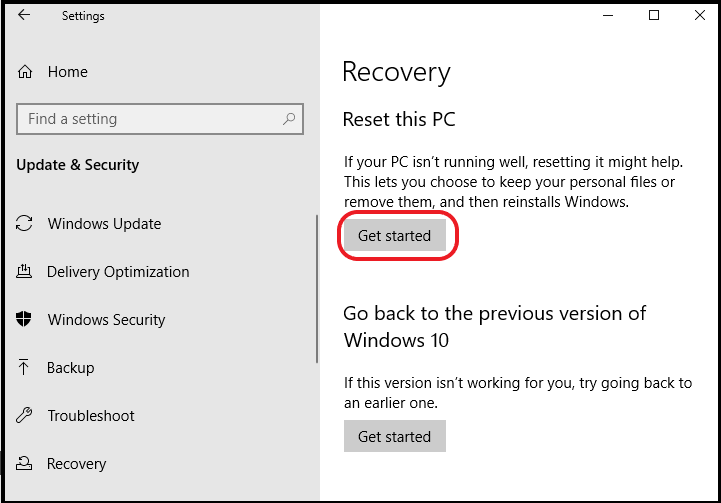 Settings
Home
Find a setting
Update & Security
Windows Update
Delivery Optimization
Windows Security
Backup
Troubleshoot
Recovery
Recovery
Reset this PC
If your PC isn’t running well, resetting it might help.
This lets you choose to keep your personal files or
remove them, and then reinstalls Windows.
Get started
Go back to the previous version of
Windows 10
If this version isn’t working for you, try going back to
an earlier one.
Get started